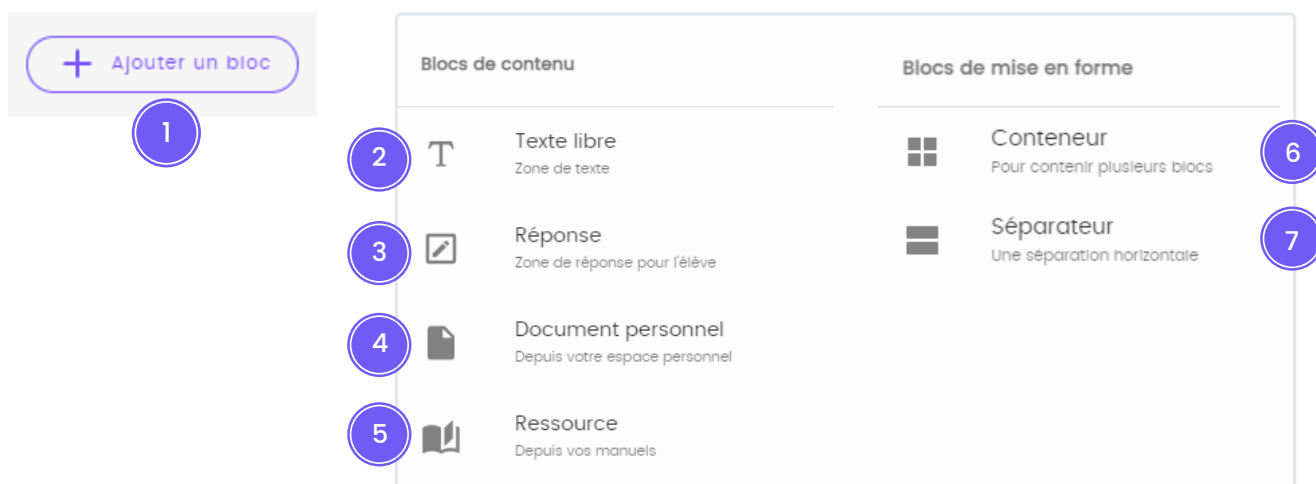 Ajouter un bloc
1
Blocs de contenu
2
Texte libre
Zone de texte
3
Réponse
Zone de réponse pour l'élève
4
Document personnel
Depuis votre espace personnel
5
Ressource
Depuis vos manuels
Blocs de mise en forme
Conteneur
6
Pour contenir plusieurs blocs
Séparateur
7
Une séparation horizontale